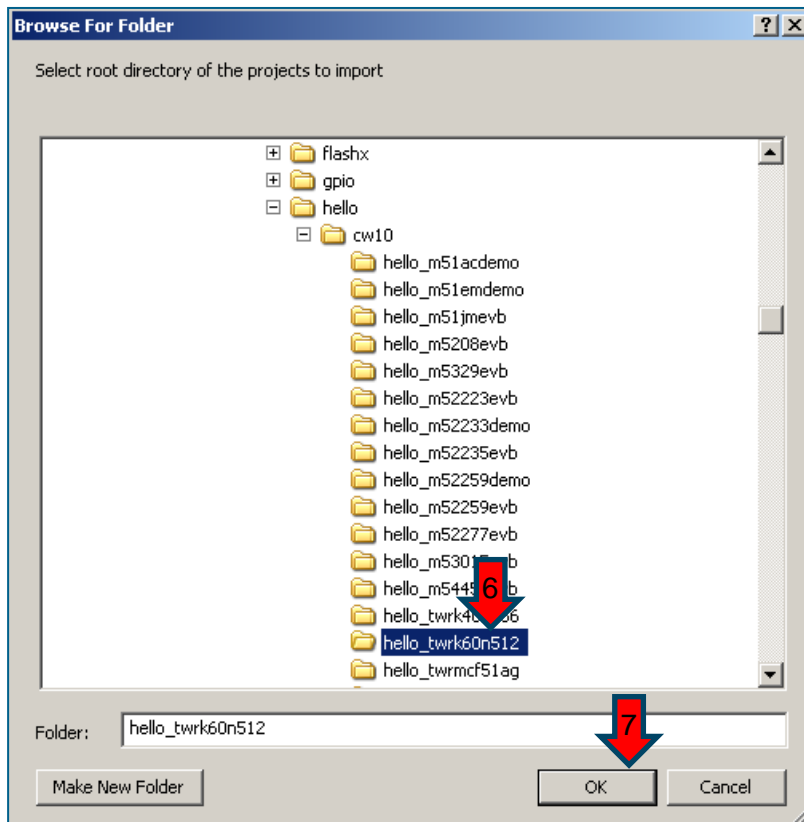 Browse For Folder
Select root directory of the projects to import
flashx
gpio
hello
cw10
hello_m51acdemo
hello_m51emdemo
hello_m51jmevb
hello_m5208evb
hello_m5329evb
hello_m52223evb
hello_m52233demo
hello_m52235evb
hello_m52259demo
hello_m52259evb
hello_m52277evb
6
hello_twrk60n512
hello_twrmcf51ag
Folder: hello_twrk60n512
7
Make New Folder OK Cancel